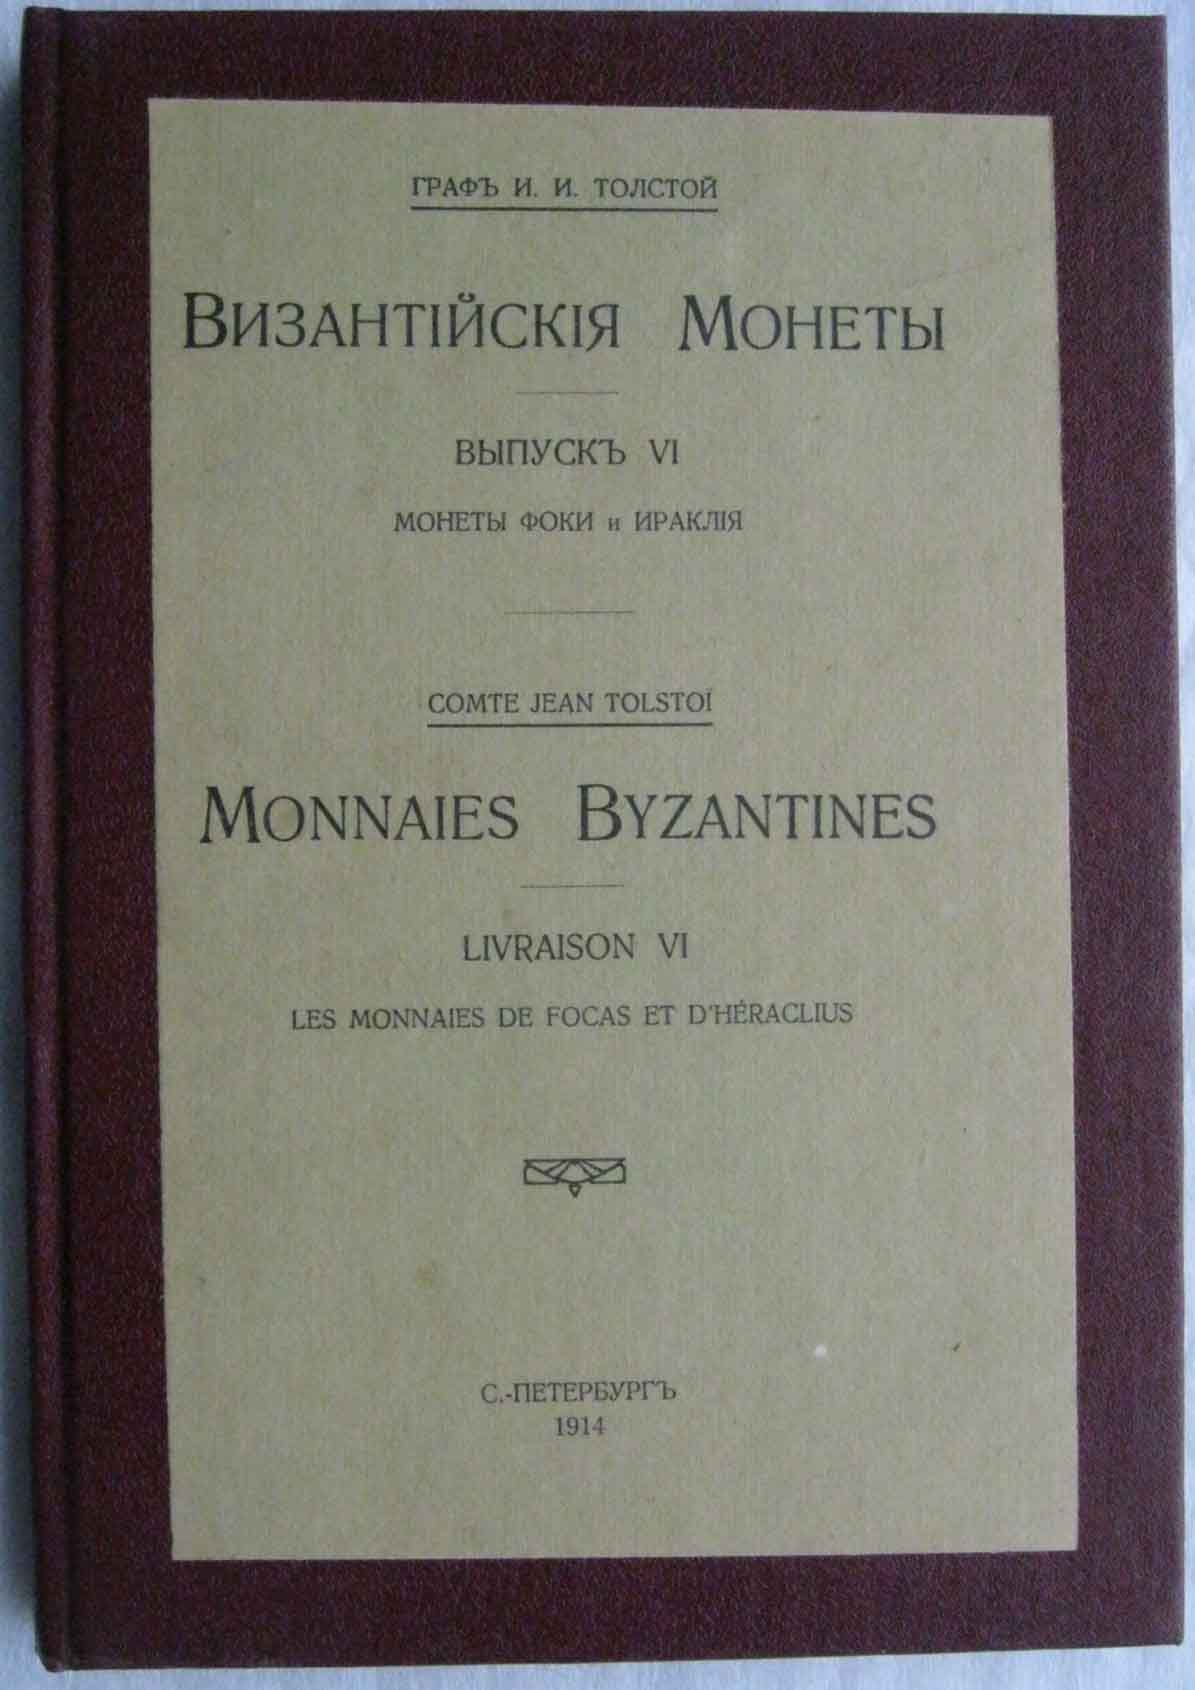 ГРАФЪ И. И. ТОЛСТОЙ
ВИЗАНТІЙСКІЯ МОНЕТЫ
ВЫПУСКЪ VI
МОНЕТЫ ФОКИ и ИРАКЛІЯ
COMTE JEAN TOLSTOÏ
MONNAIES BYZANTINES
LIVRAISON VI
LES MONNAIES DE FOCAS ET D'HÉRACLIUS
С.-ПЕТЕРБУРГЪ
1914